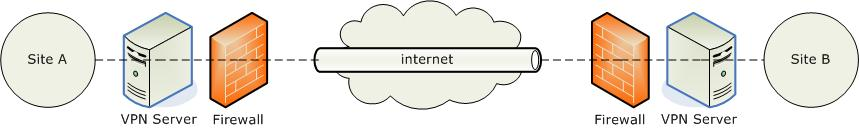 Site A
VPN Server
Firewall
internet
Firewall
VPN Server
Site B